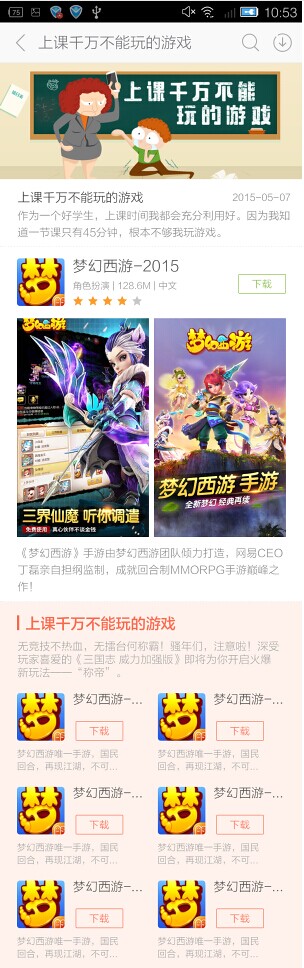 75
10:53
上课千万不能玩的游戏
上课千万不能
玩的游戏
上课千万不能玩的游戏
2015-05-07
作为一个好学生，上课时间我都会充分利用好。因为我知
道一节课只有45分钟，根本不够我玩游戏。
梦幻西游-2015
角色扮演 | 128.6M | 中文
下载
梦幻西游
三界仙魔 听你调遣
免费使用 真心伙伴不谈金钱
梦幻西游
梦幻西游 手游
全新梦幻 经典再续
《梦幻西游》手游由梦幻西游团队倾力打造，网易CEO
丁磊亲自担纲监制，成就回合制MMORPG手游巅峰之
作！
上课千万不能玩的游戏
无竞技不热血，无擂台何称霸！骚年们，注意啦！深受
玩家喜爱的《三国志 威力加强版》即将为你开启火爆
新玩法——“称帝”。
梦幻西游-...
下载
梦幻西游唯一手游，国民
回合，再现江湖，不可...
梦幻西游-...
下载
梦幻西游唯一手游，国民
回合，再现江湖，不可...
梦幻西游-...
下载
梦幻西游唯一手游，国民
回合，再现江湖，不可...
梦幻西游-...
下载
梦幻西游唯一手游，国民
回合，再现江湖，不可...
梦幻西游-...
下载
梦幻西游唯一手游，国民
回合，再现江湖，不可...
梦幻西游-...
下载
梦幻西游唯一手游，国民
回合，再现江湖，不可...